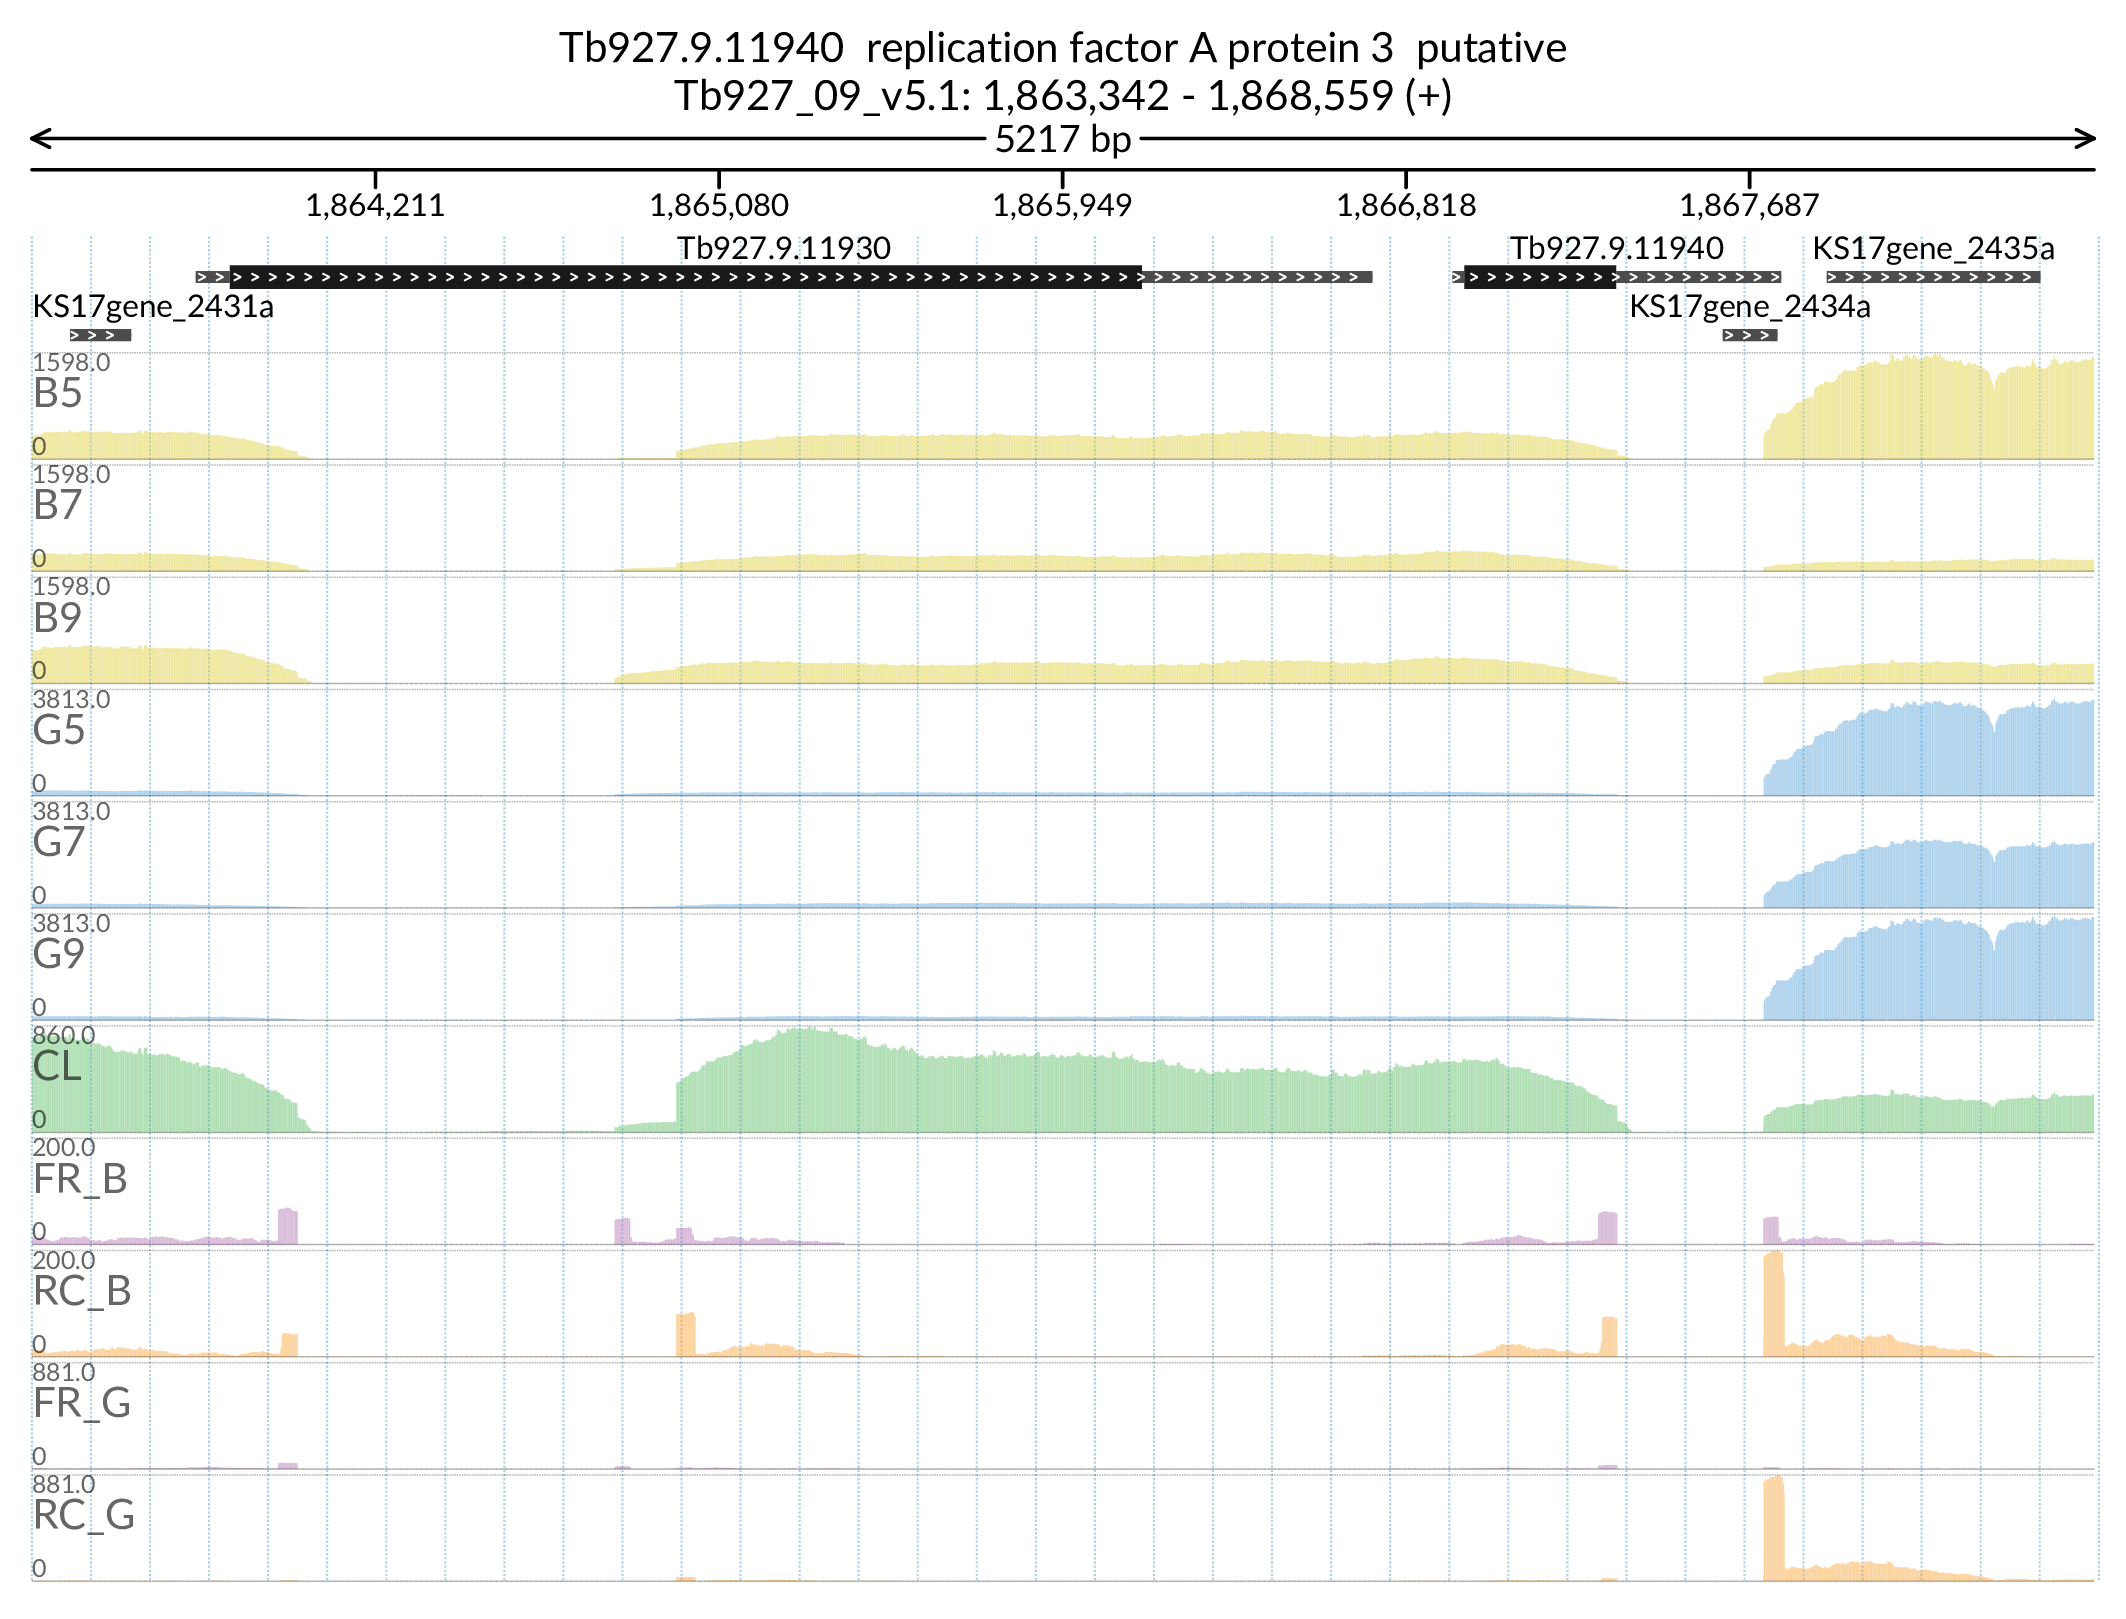 Tb927.9.11940  replication factor A protein 3  putative
Tb927_09_v5.1: 1,863,342 - 1,868,559 (+)
5217 bp
1,864,211 1,865,080 1,865,949 1,866,818 1,867,687
Tb927.9.11930 Tb927.9.11940 KS17gene_2435a
KS17gene_2431a KS17gene_2434a
1598.0
B5
0
1598.0
B7
0
1598.0
B9
0
3813.0
G5
0
3813.0
G7
0
3813.0
G9
0
860.0
CL
0
200.0
FR_B
0
200.0
RC_B
0
881.0
FR_G
0
881.0
RC_G
0